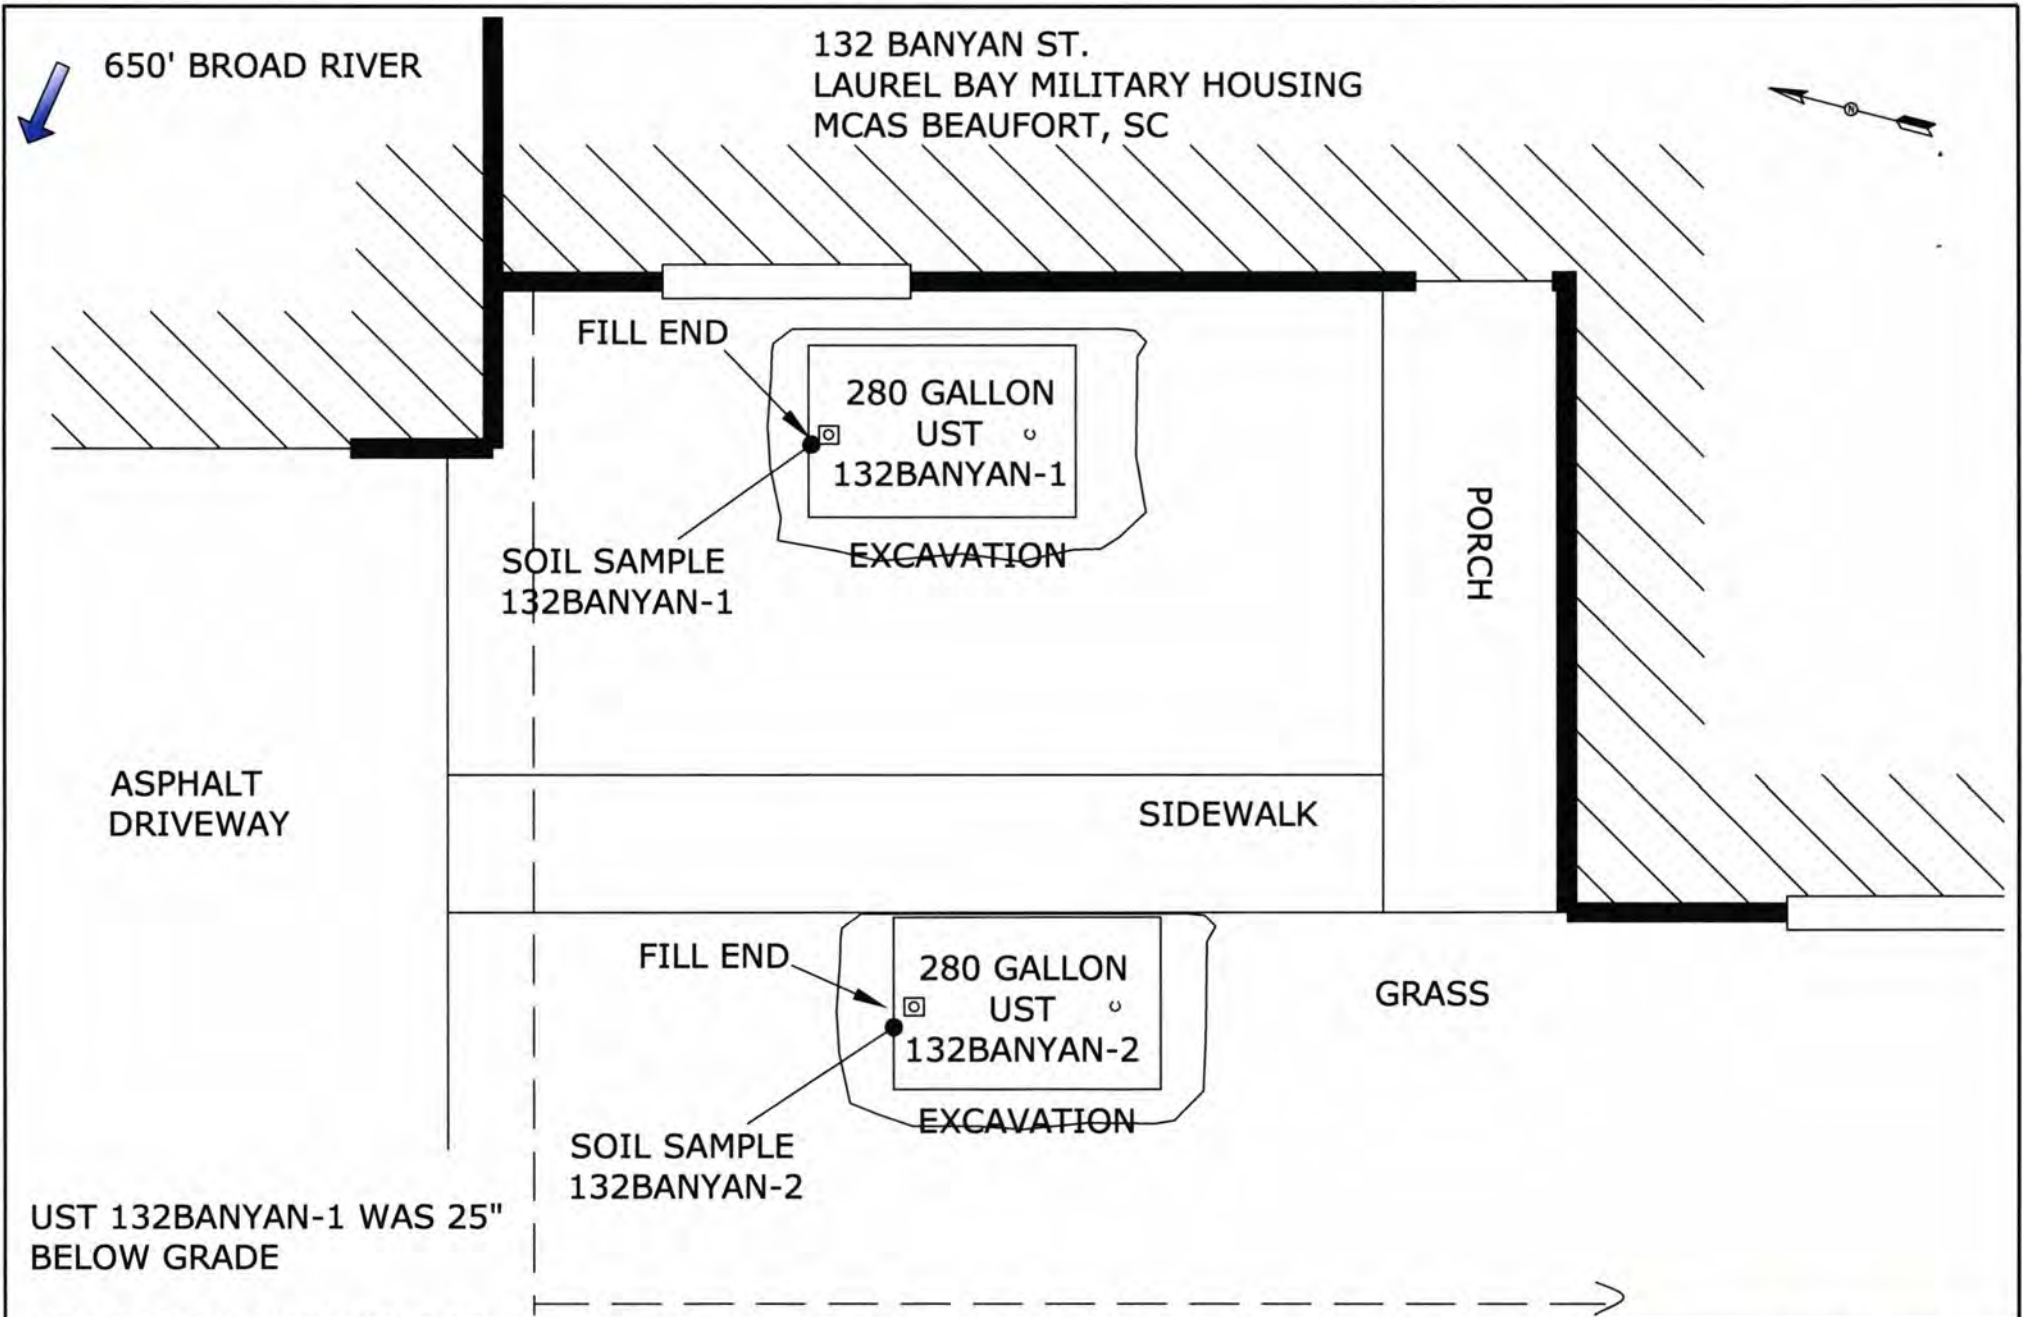 650' BROAD RIVER
132 BANYAN ST.
LAUREL BAY MILITARY HOUSING
MCAS BEAUFORT, SC
N
FILL END
280 GALLON
UST
132BANYAN-1
SOIL SAMPLE
132BANYAN-1
EXCAVATION
PORCH
ASPHALT
DRIVEWAY
SIDEWALK
FILL END
280 GALLON
UST
132BANYAN-2
GRASS
EXCAVATION
SOIL SAMPLE
132BANYAN-2
UST 132BANYAN-1 WAS 25"
BELOW GRADE